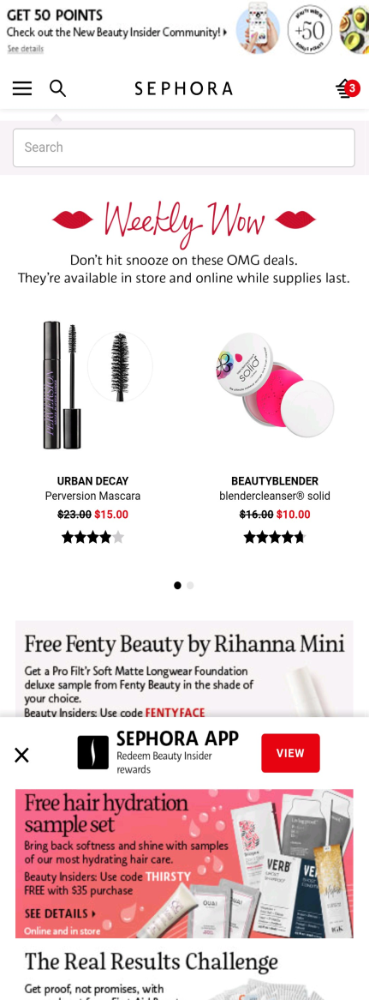 GET 50 POINTS
Check out the New Beauty Insider Community!
See details
+50
SEPHORA
3
Search
Weekly Wow
Don't hit snooze on these OMG deals.
They're available in store and online while supplies last.
PERVERSION
solid
URBAN DECAY
Perversion Mascara
$23.00 $15.00
BEAUTYBLENDER
blendercleanser® solid
$16.00 $10.00
Free Fenty Beauty by Rihanna Mini
Get a Pro Filt'r Soft Matte Longwear Foundation
deluxe sample from Fenty Beauty in the shade of
your choice.
Beauty Insiders: Use code FENTYFACE
SEPHORA APP
Redeem Beauty Insider
rewards
VIEW
Free hair hydration
sample set
Bring back softness and shine with samples
of our most hydrating hair care.
Beauty Insiders: Use code THIRSTY
FREE with $35 purchase
SEE DETAILS
Online and in store
VERB
OUAI
IGK
The Real Results Challenge
Get proof, not promises, with